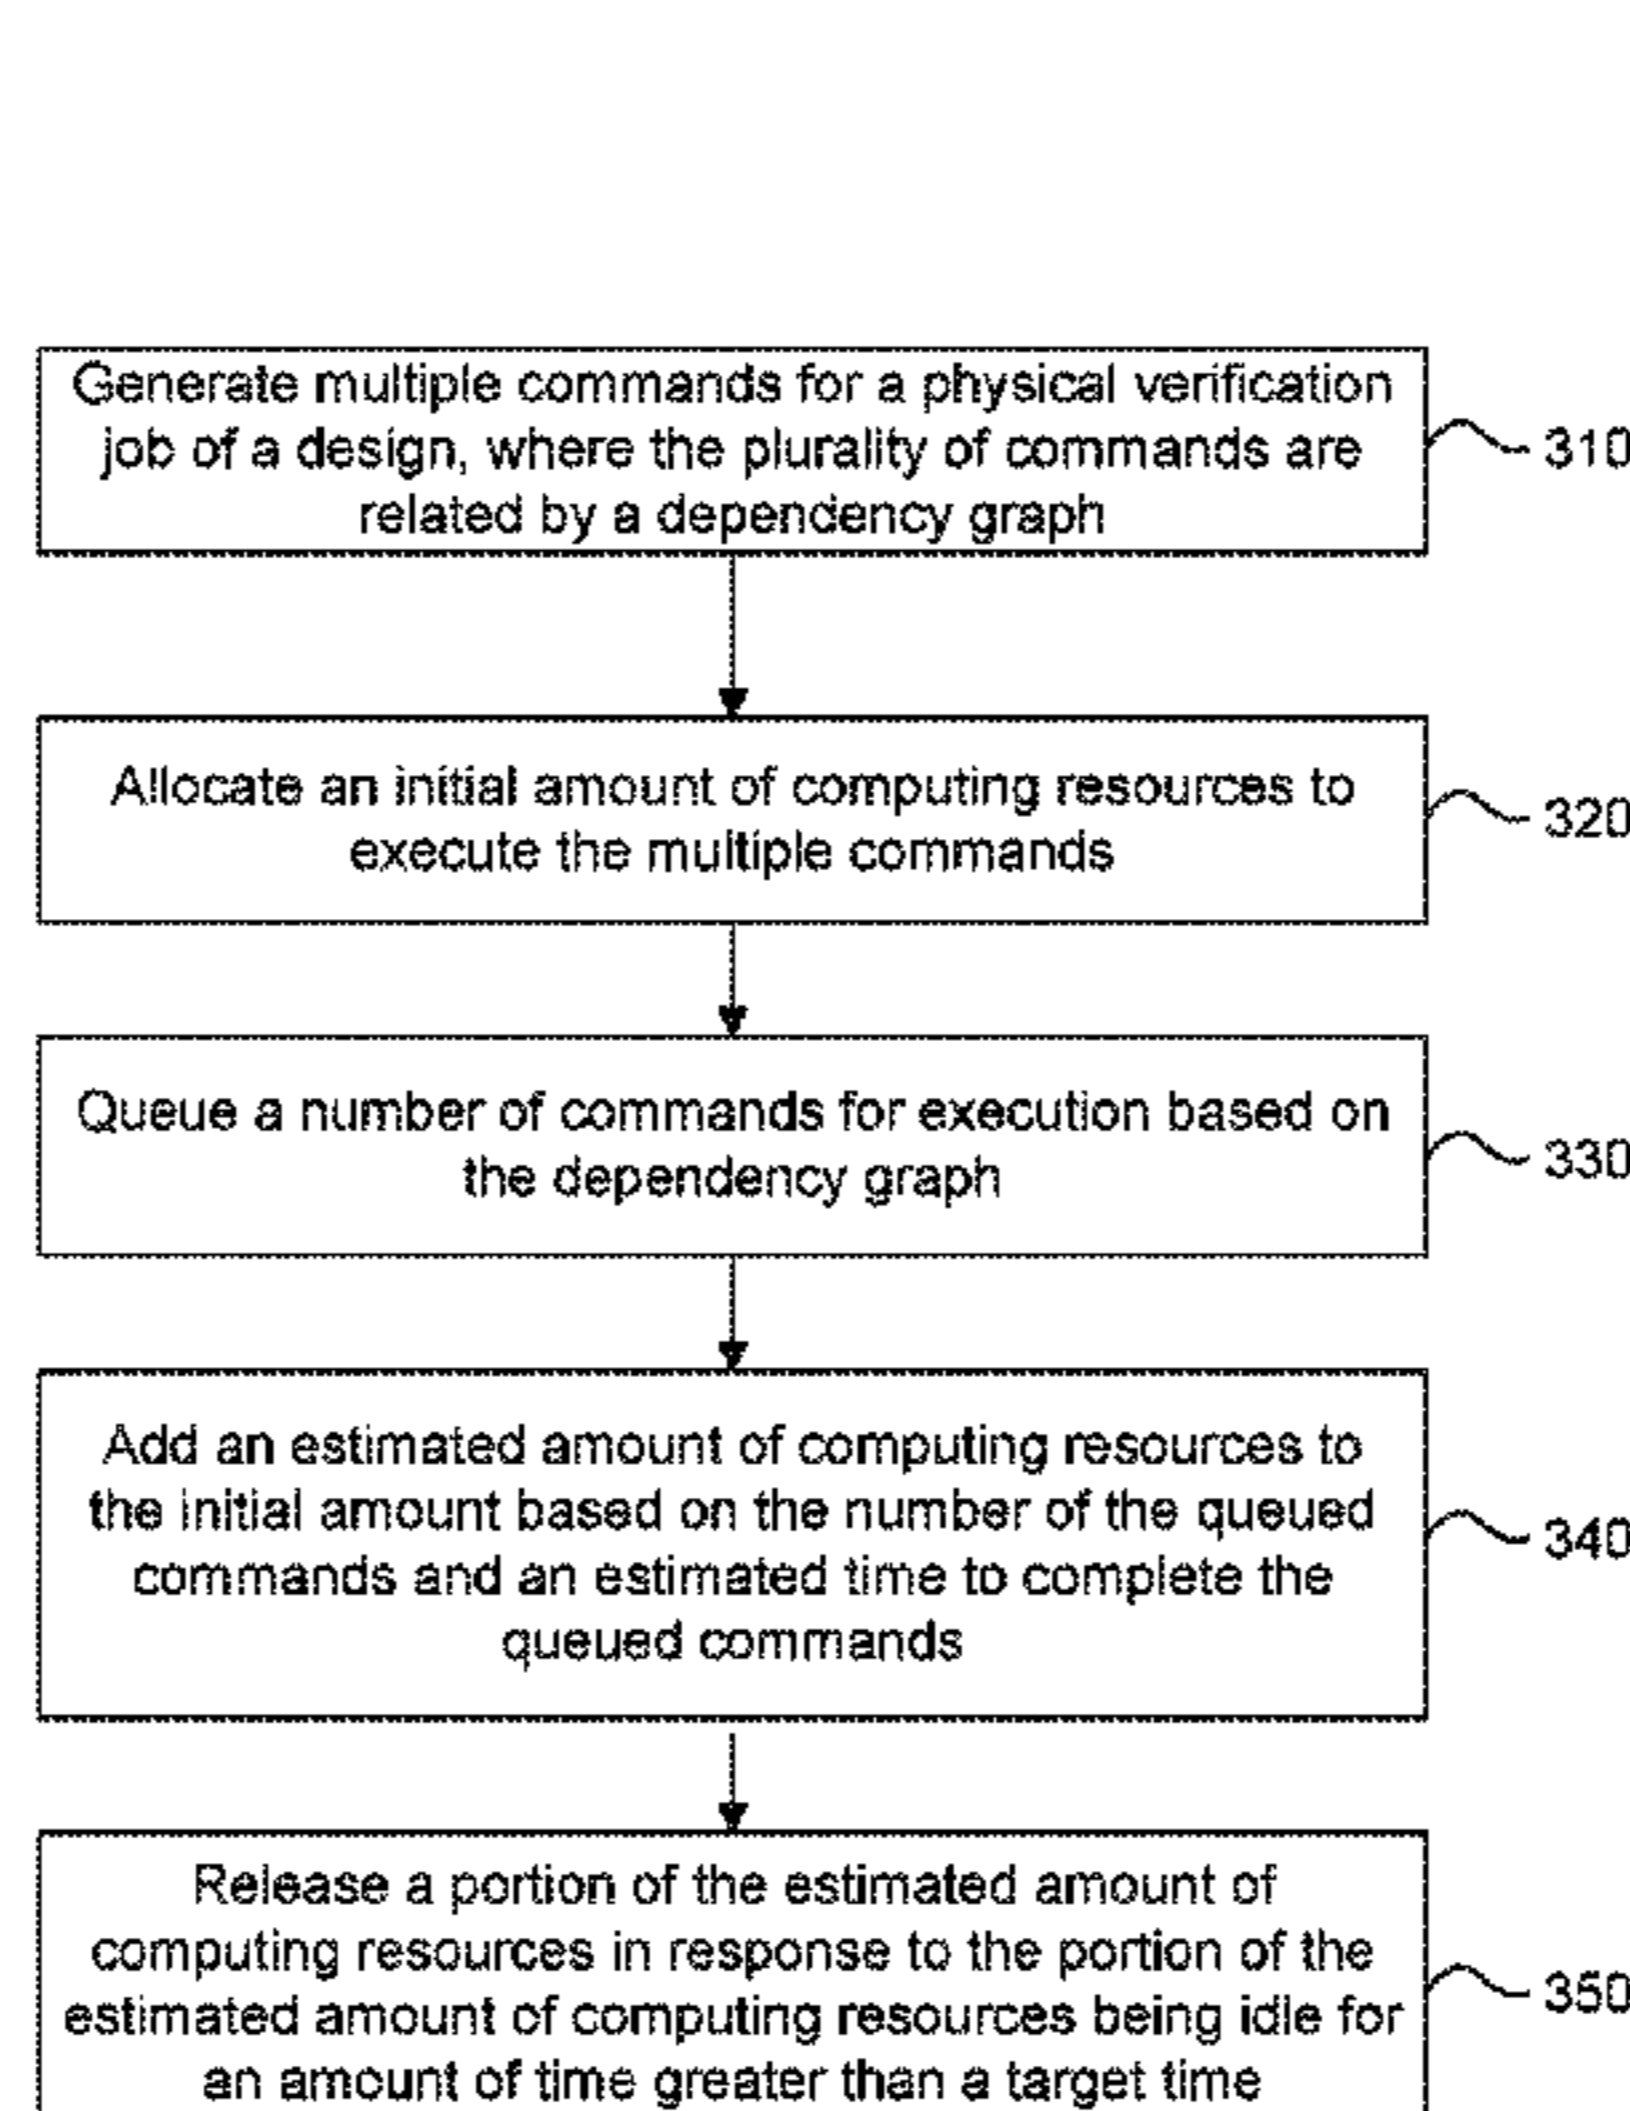 Generate multiple commands for a physical verification
job of a design, where the plurality of commands are
related by a dependency graph
310
Allocate an initial amount of computing resources to
execute the multiple commands
320
Queue a number of commands for execution based on
the dependency graph
330
Add an estimated amount of computing resources to
the initial amount based on the number of the queued
commands and an estimated time to complete the
queued commands
340
Release a portion of the estimated amount of
computing resources in response to the portion of the
estimated amount of computing resources being idle for
an amount of time greater than a target time
350